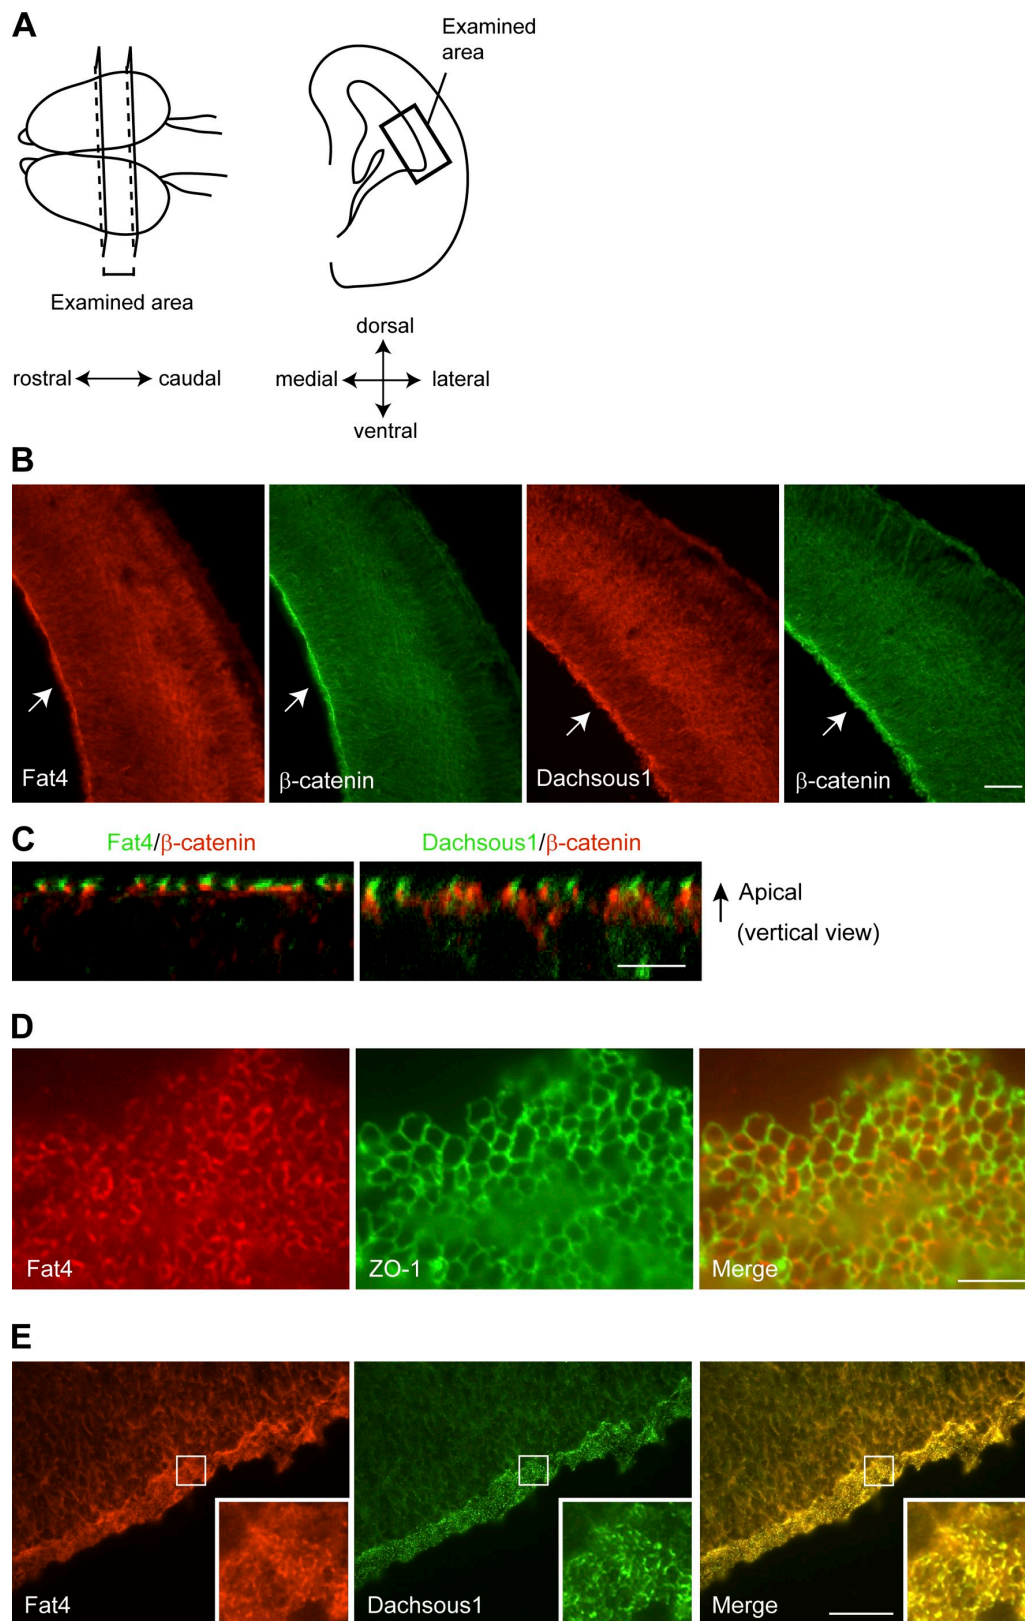 A
Examined
area
Examined area
rostral
caudal
dorsal
medial
lateral
ventral
B
Fat4
β-catenin
Dachsous1
β-catenin
C
Fat4/β-catenin
Dachsous1/β-catenin
Apical
(vertical view)
D
Fat4
ZO-1
Merge
E
Fat4
Dachsous1
Merge